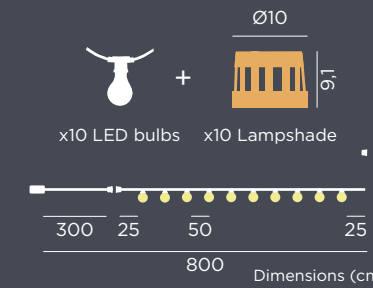 Ø10
+
9,1
x10 LED bulbs x10 Lampshade
300 25 50 25
800
Dimensions (cm